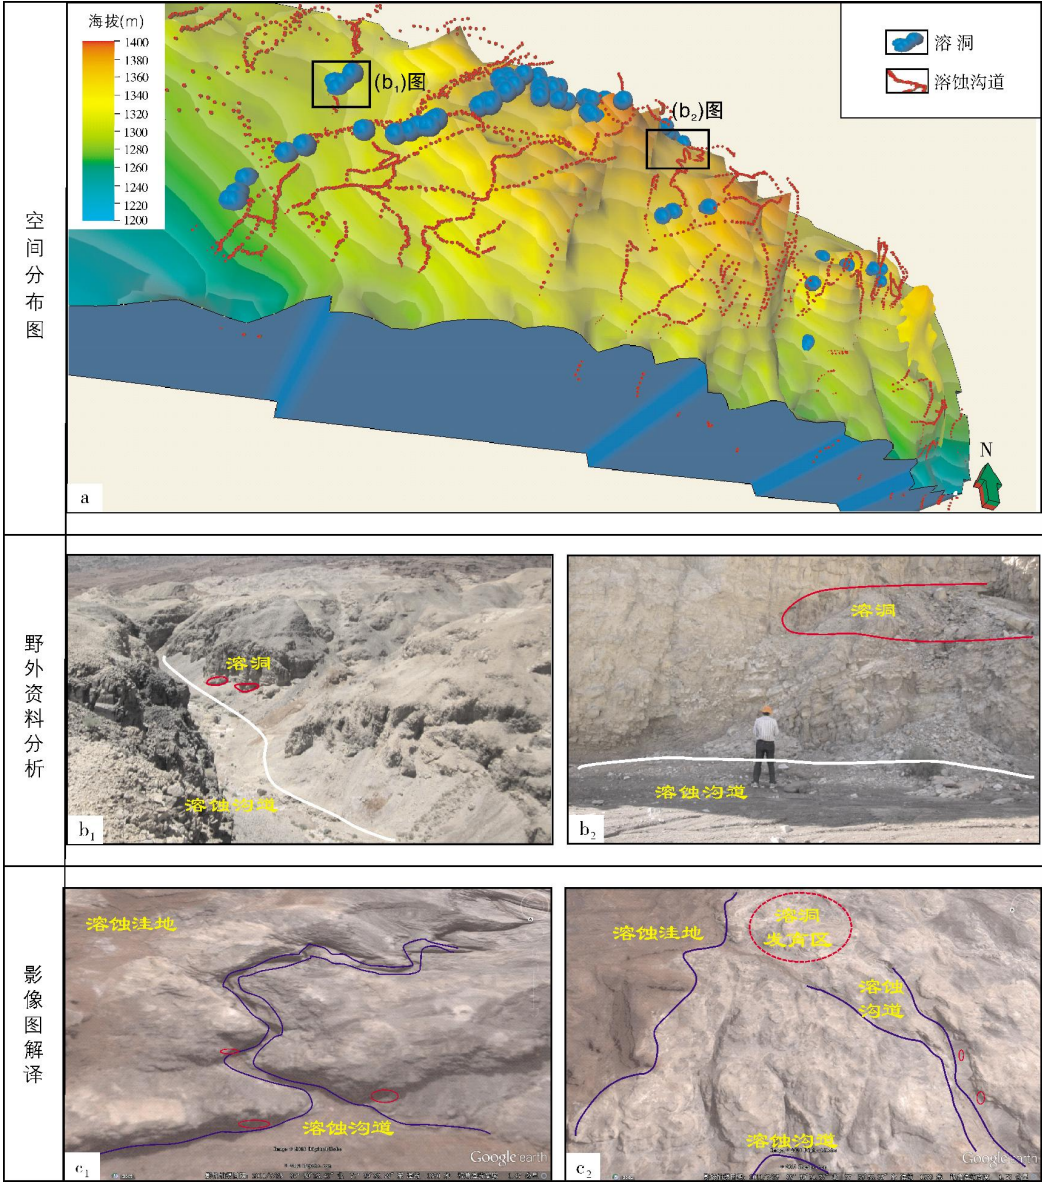 海拔(m)
1400
1380
1360
1340
1320
1300
1280
1260
1240
1220
1200
(b₁)图
(b₂)图
溶洞
溶蚀沟道
N
a
空间分布图
野外资料分析
溶洞
溶蚀沟道
b₁
溶洞
溶蚀沟道
b₂
影像图解译
溶蚀洼地
溶蚀沟道
Google earth
c₁
溶蚀洼地
溶洞
发育区
溶蚀
沟道
溶蚀沟道
Google earth
c₂